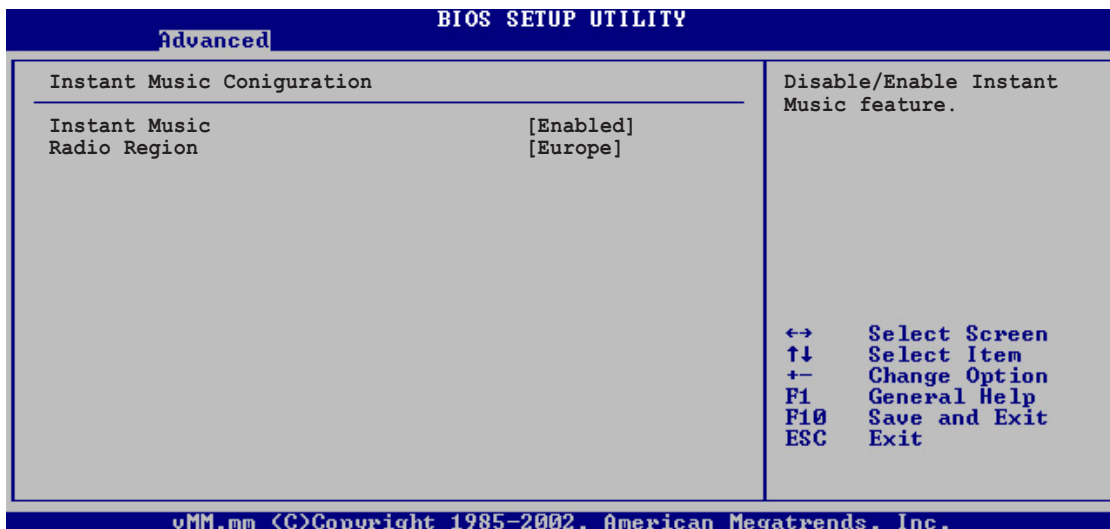 BIOS SETUP UTILITY
Advanced
Instant Music Coniguration
Instant Music [Enabled]
Radio Region [Europe]
Disable/Enable Instant
Music feature.
←→ Select Screen
↑↓ Select Item
+- Change Option
F1 General Help
F10 Save and Exit
ESC Exit
vMM.mm (C)Copyright 1985-2002, American Megatrends, Inc.